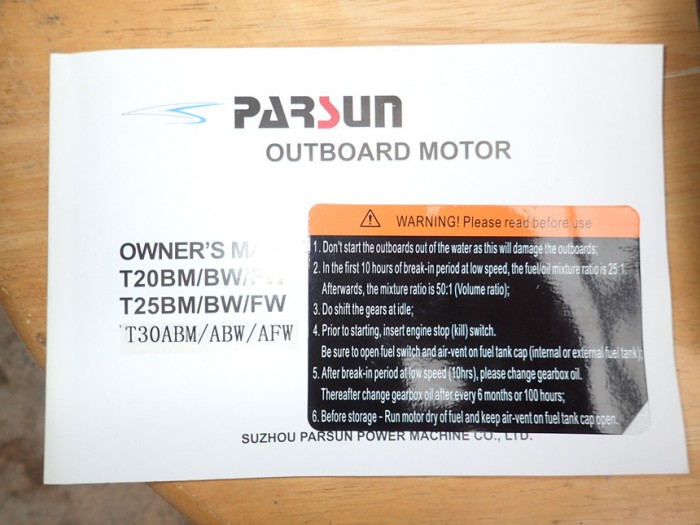 PARSUN
OUTBOARD MOTOR
OWNER'S
T20BM/BW/FW
T25BM/BW/FW
T30ABM/ABW/AFW
WARNING! Please read before use
1. Don't start the outboards out of the water as this will damage the outboards;
2. In the first 10 hours of break-in period at low speed, the fuel/oil mixture ratio is 25:1.
Afterwards, the mixture ratio is 50:1 (Volume ratio);
3. Do shift the gears at idle;
4. Prior to starting, insert engine stop (kill) switch.
Be sure to open fuel switch and air-vent on fuel tank cap (internal or external fuel tank);
5. After break-in period at low speed (10hrs), please change gearbox oil.
Thereafter change gearbox oil after every 6 months or 100 hours;
6. Before storage - Run motor dry of fuel and keep air-vent on fuel tank cap open.
SUZHOU PARSUN POWER MACHINE CO., LTD.